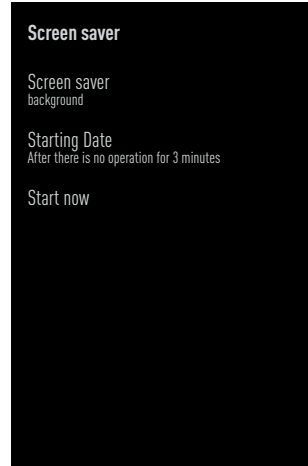 Screen saver
Screen saver
background
Starting Date
After there is no operation for 3 minutes
Start now